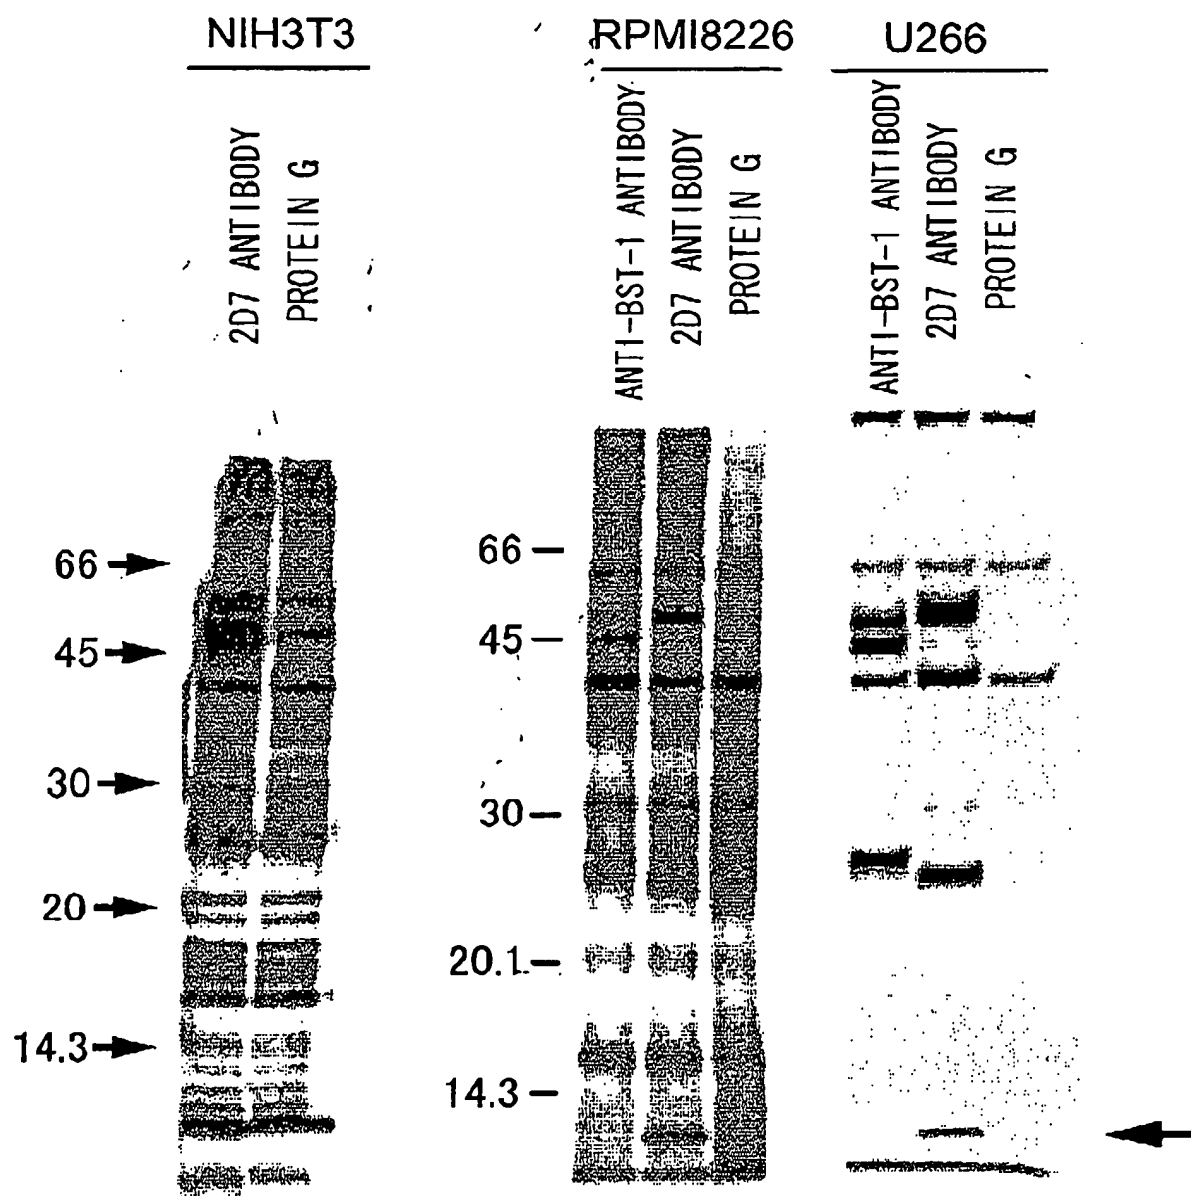 NIH3T3
RPMI8226
U266
2D7 ANTIBODY
PROTEIN G
ANTI-BST-1 ANTIBODY
2D7 ANTIBODY
PROTEIN G
ANTI-BST-1 ANTIBODY
2D7 ANTIBODY
PROTEIN G
66
45
30
20
14.3
66
45
30
20.1
14.3